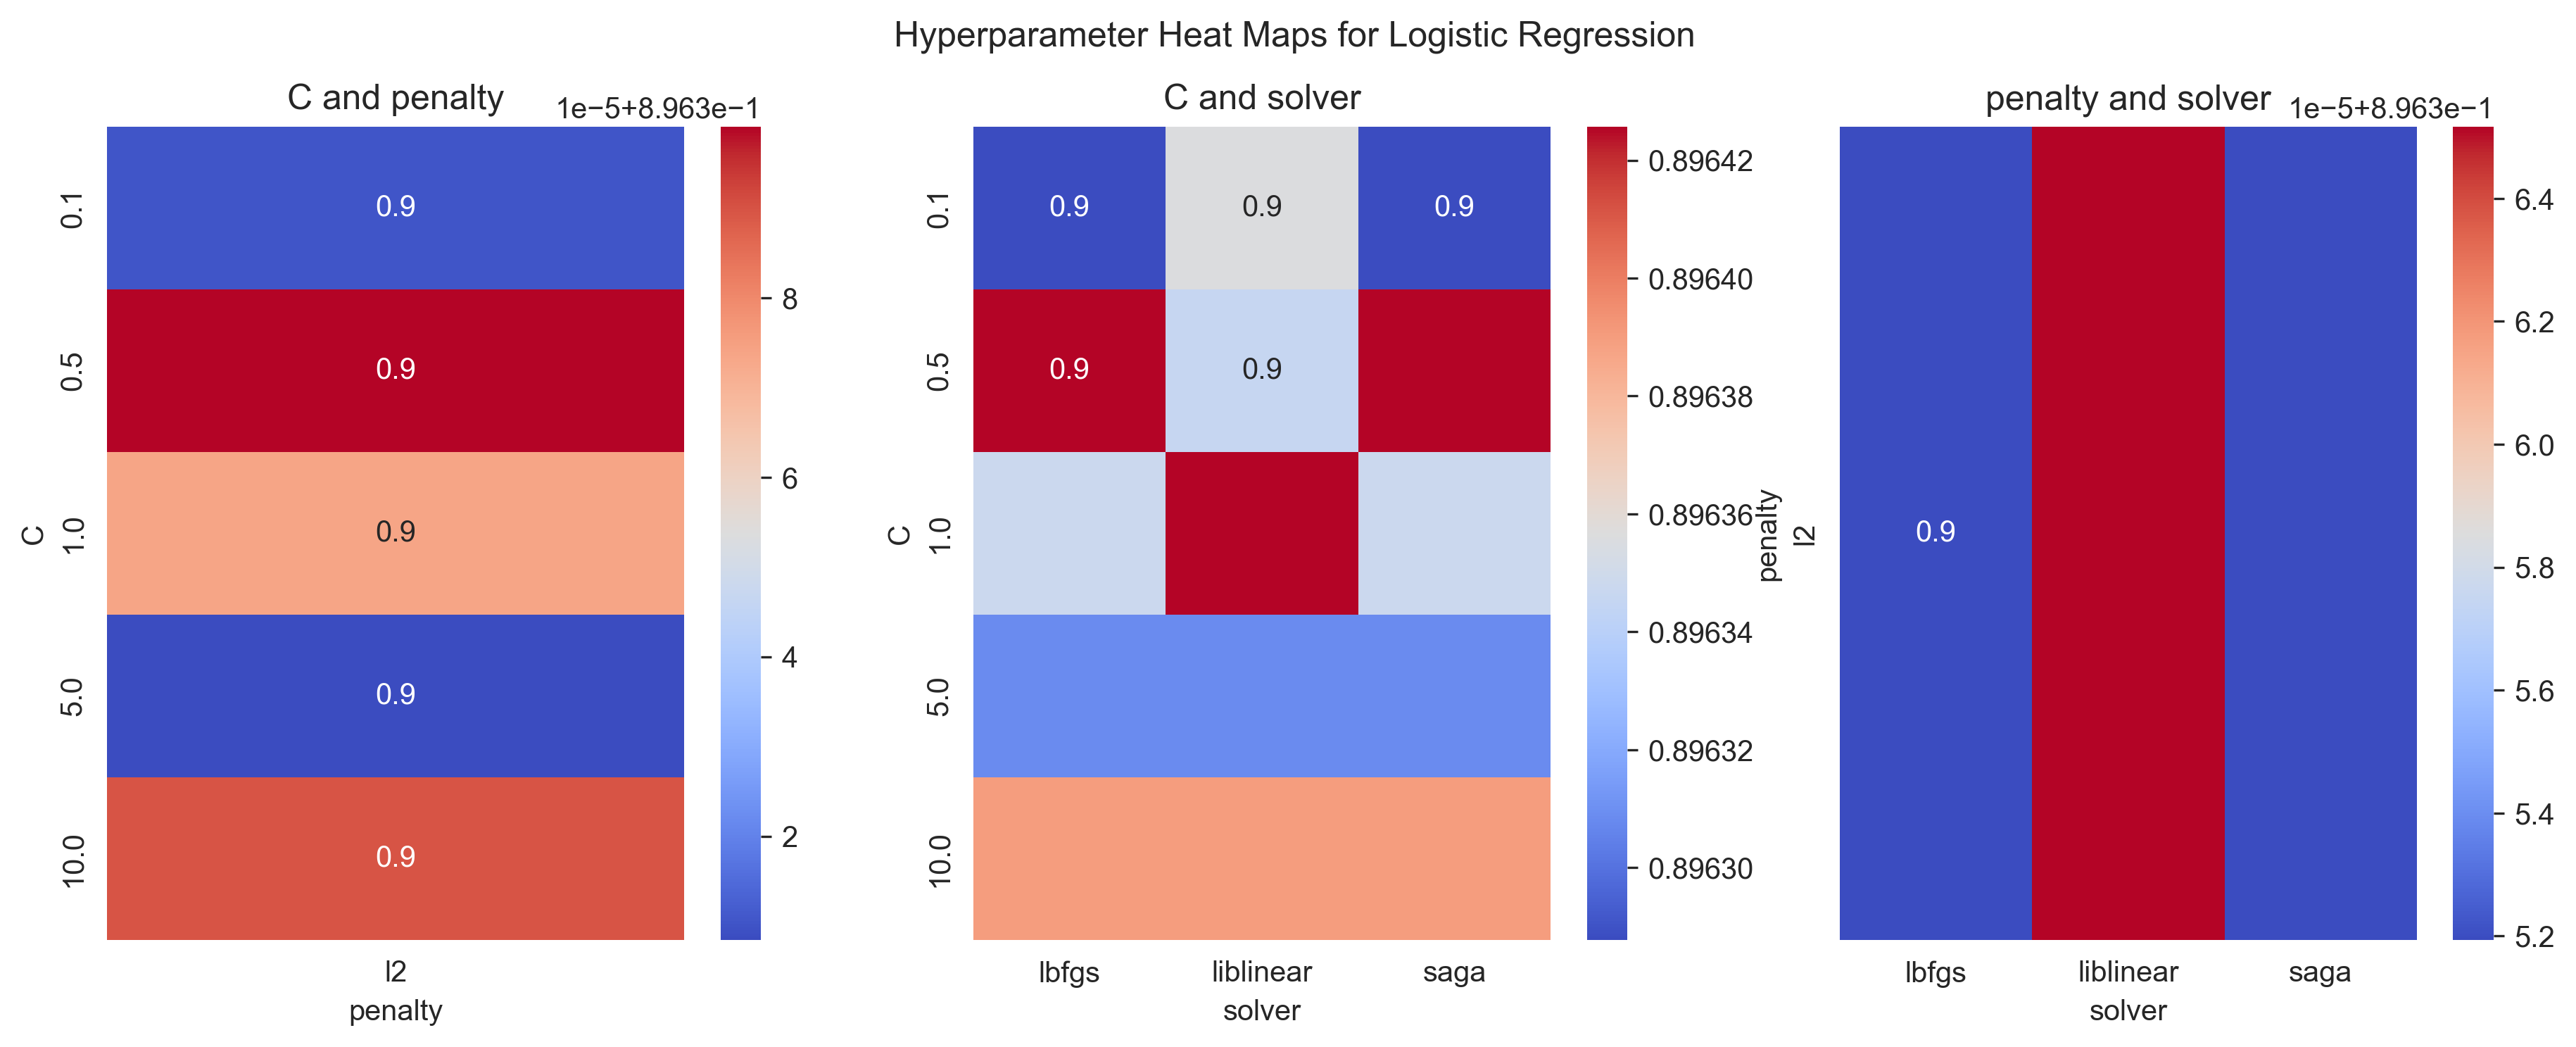 Hyperparameter Heat Maps for Logistic Regression
C and penalty
1e−5+8.963e−1
0.1
0.5
1.0
5.0
10.0
C
0.9
0.9
0.9
0.9
0.9
l2
penalty
8
6
4
2
C and solver
0.1
0.5
1.0
5.0
10.0
C
0.9 0.9 0.9
0.9 0.9
lbfgs liblinear saga
solver
0.89642
0.89640
0.89638
0.89636
0.89634
0.89632
0.89630
penalty and solver
1e−5+8.963e−1
penalty
l2
0.9
lbfgs liblinear saga
solver
6.4
6.2
6.0
5.8
5.6
5.4
5.2